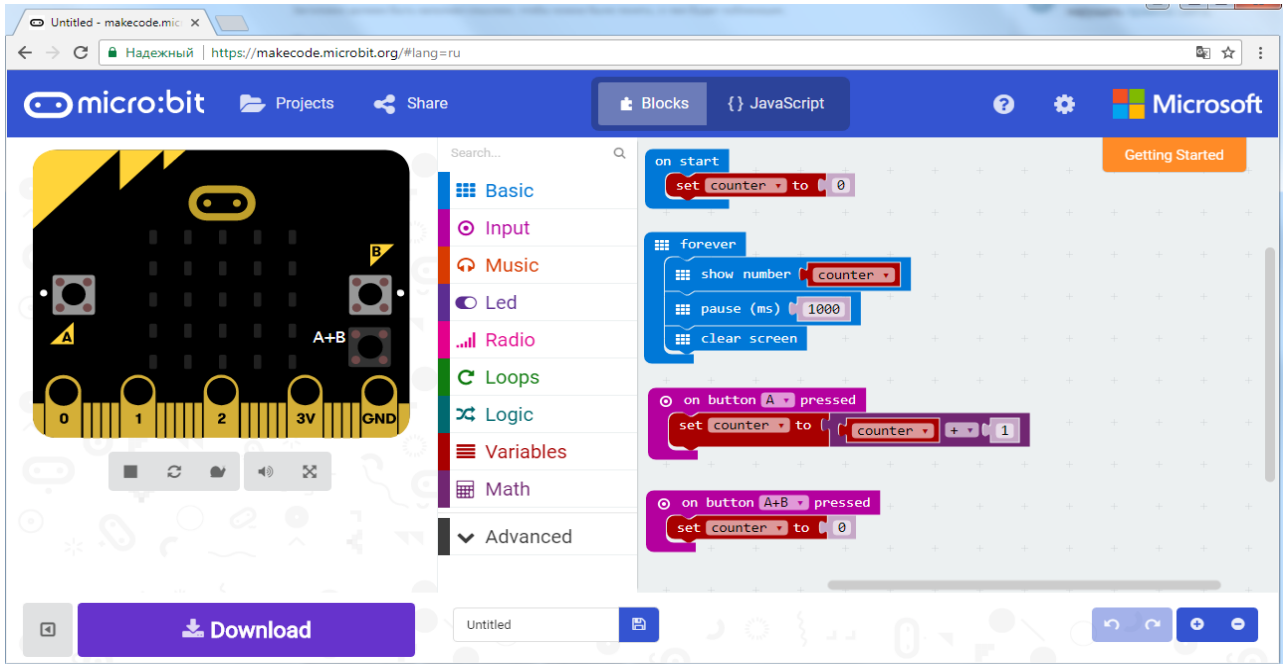 Untitled - makecode.mic
Надежный | https://makecode.microbit.org/#lang=ru
micro:bit Projects Share Blocks {} JavaScript ? Microsoft
Getting Started
B
A
A+B
0 1 2 3V GND
Search...
Basic
Input
Music
Led
Radio
Loops
Logic
Variables
Math
Advanced
on start
set counter to 0
forever
show number counter
pause (ms) 1000
clear screen
on button A pressed
set counter to counter + 1
on button A+B pressed
set counter to 0
Download
Untitled